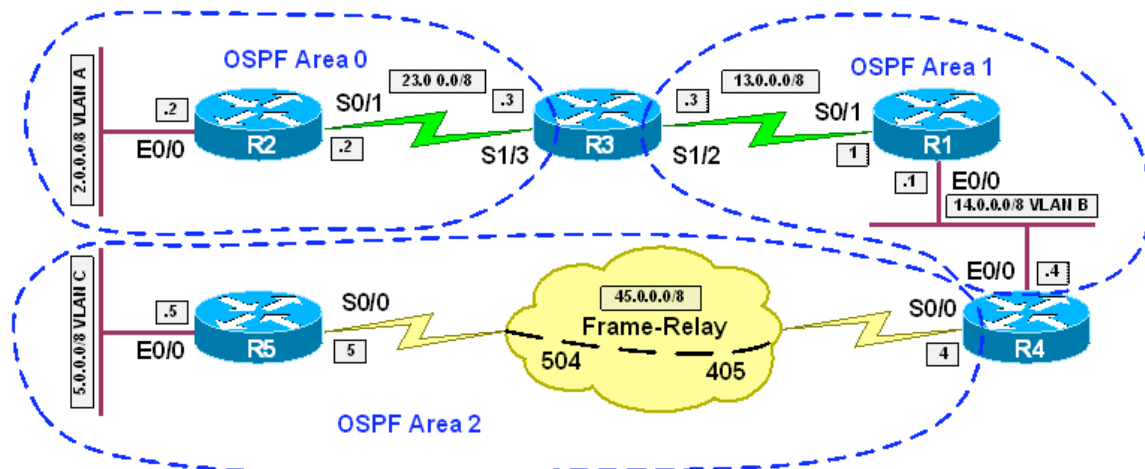 OSPF Area 0
OSPF Area 1
2.0.0.0/8 VLAN A
.2
E0/0
R2
S0/1
.2
23.0 0.0/8
.3
S1/3
R3
.3
S1/2
13.0.0.0/8
S0/1
1
R1
.1
E0/0
14.0.0.0/8 VLAN B
E0/0
.4
5.0.0.0/8 VLAN C
.5
E0/0
R5
S0/0
5
45.0.0.0/8
Frame-Relay
504
405
S0/0
4
R4
OSPF Area 2